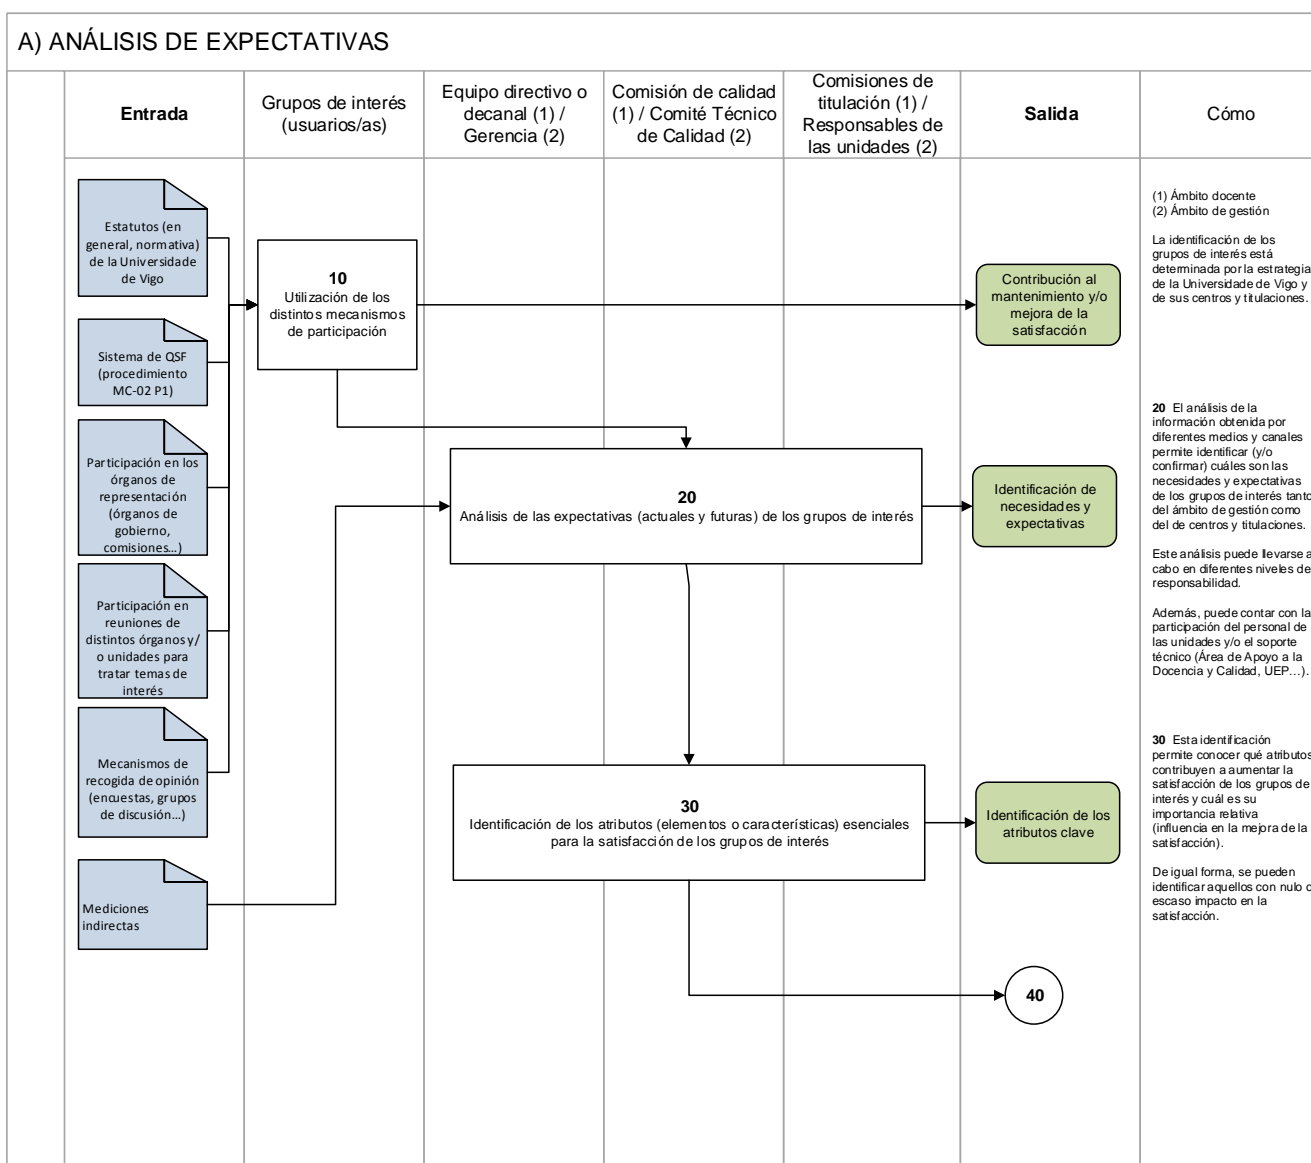 A) ANÁLISIS DE EXPECTATIVAS
Entrada
Grupos de interés
(usuarios/as)
Equipo directivo o
decanal (1) /
Gerencia (2)
Comisión de calidad
(1) / Comité Técnico
de Calidad (2)
Comisiones de
titulación (1) /
Responsables de
las unidades (2)
Salida
Cómo
Estatutos (en
general, normativa)
de la Universidade
de Vigo
Sistema de QSF
(procedimiento
MC-02 P1)
Participación en los
órganos de
representación
(órganos de
gobierno,
comisiones...)
Participación en
reuniones de
distintos órganos y/
o unidades para
tratar temas de
interés
Mecanismos de
recogida de opinión
(encuestas, grupos
de discusión...)
Mediciones
indirectas
10
Utilización de los
distintos mecanismos
de participación
20
Análisis de las expectativas (actuales y futuras) de los grupos de interés
30
Identificación de los atributos (elementos o características) esenciales
para la satisfacción de los grupos de interés
Contribución al
mantenimiento y/o
mejora de la
satisfacción
Identificación de
necesidades y
expectativas
Identificación de los
atributos clave
40
(1) Ámbito docente
(2) Ámbito de gestión
La identificación de los
grupos de interés está
determinada por la estrategia
de la Universidade de Vigo y
de sus centros y titulaciones.
20 El análisis de la
información obtenida por
diferentes medios y canales
permite identificar (y/o
confirmar) cuáles son las
necesidades y expectativas
de los grupos de interés tanto
del ámbito de gestión como
del de centros y titulaciones.
Este análisis puede llevarse a
cabo en diferentes niveles de
responsabilidad.
Además, puede contar con la
participación del personal de
las unidades y/o el soporte
técnico (Área de Apoyo a la
Docencia y Calidad, UEP...).
30 Esta identificación
permite conocer qué atributos
contribuyen a aumentar la
satisfacción de los grupos de
interés y cuál es su
importancia relativa
(influencia en la mejora de la
satisfacción).
De igual forma, se pueden
identificar aquellos con nulo o
escaso impacto en la
satisfacción.